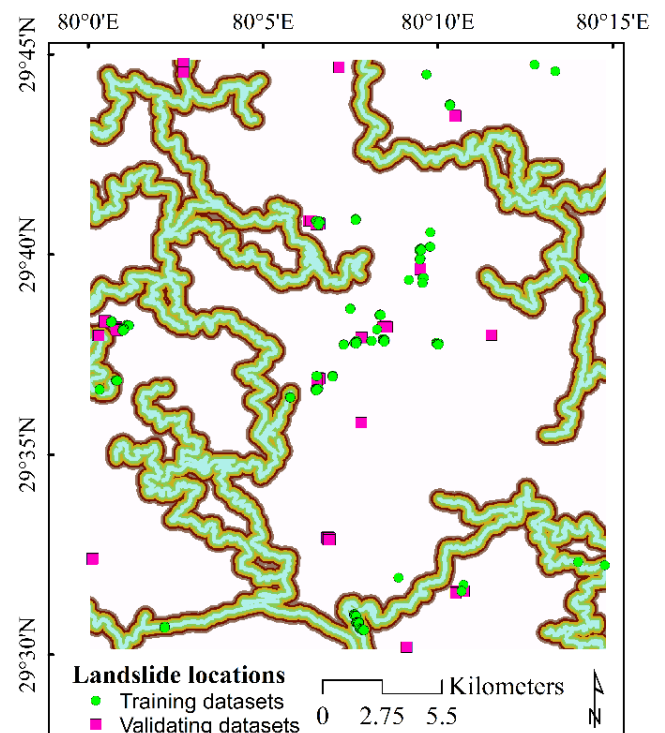 80°0'E 80°5'E 80°10'E 80°15'E
29°45'N
29°40'N
29°35'N
29°30'N
Landslide locations
Training datasets
Validating datasets
Kilometers
0 2.75 5.5
N